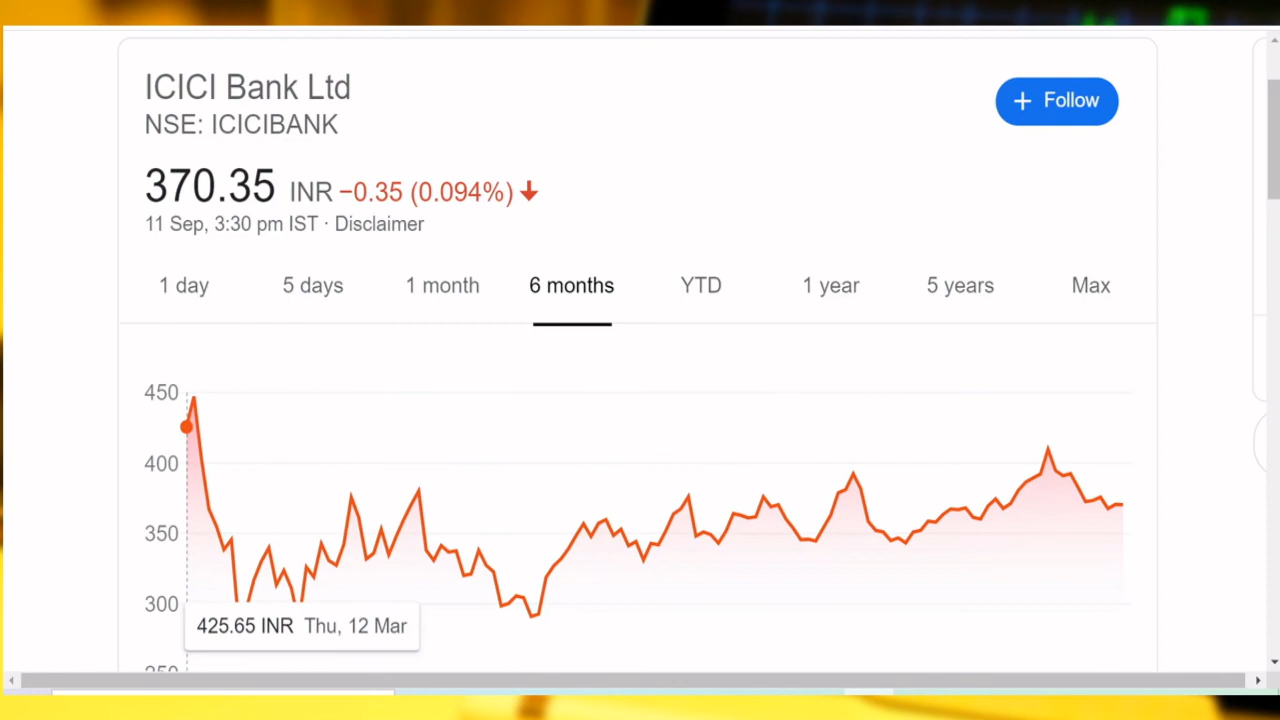 ICICI Bank Ltd
NSE: ICICIBANK
+ Follow
370.35 INR −0.35 (0.094%) ↓
11 Sep, 3:30 pm IST · Disclaimer
1 day 5 days 1 month 6 months YTD 1 year 5 years Max
450
400
350
300
425.65 INR Thu, 12 Mar